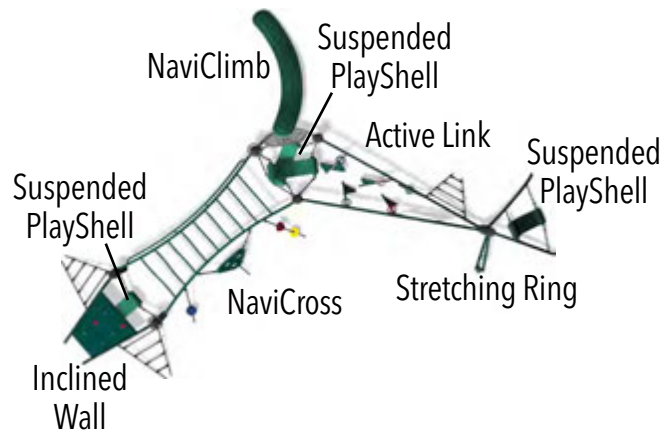 Suspended
PlayShell
NaviClimb
Active Link
Suspended
PlayShell
Suspended
PlayShell
Stretching Ring
NaviCross
Inclined
Wall